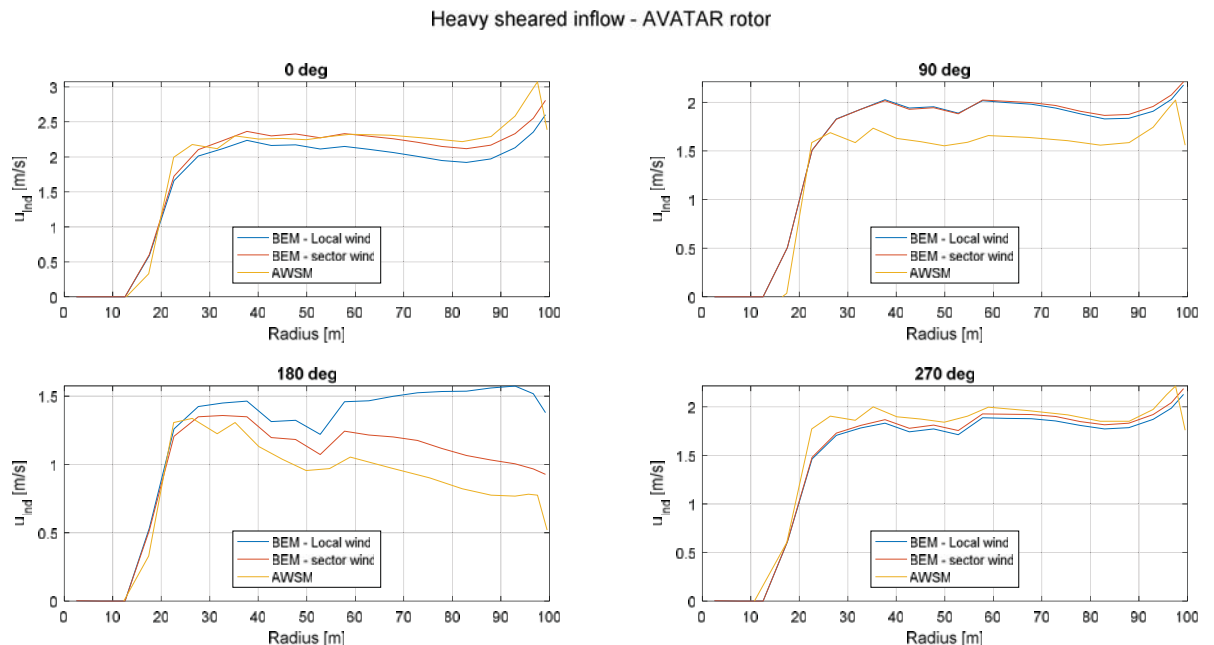 Heavy sheared inflow - AVATAR rotor
0 deg
3
2.5
2
1.5
1
0.5
0
u_ind [m/s]
BEM - Local wind
BEM - sector wind
AWSM
0 10 20 30 40 50 60 70 80 90 100
Radius [m]
90 deg
2
1.5
1
0.5
0
u_ind [m/s]
BEM - Local wind
BEM - sector wind
AWSM
0 10 20 30 40 50 60 70 80 90 100
Radius [m]
180 deg
1.5
1
0.5
0
u_ind [m/s]
BEM - Local wind
BEM - sector wind
AWSM
0 10 20 30 40 50 60 70 80 90 100
Radius [m]
270 deg
2
1.5
1
0.5
0
u_ind [m/s]
BEM - Local wind
BEM - sector wind
AWSM
0 10 20 30 40 50 60 70 80 90 100
Radius [m]